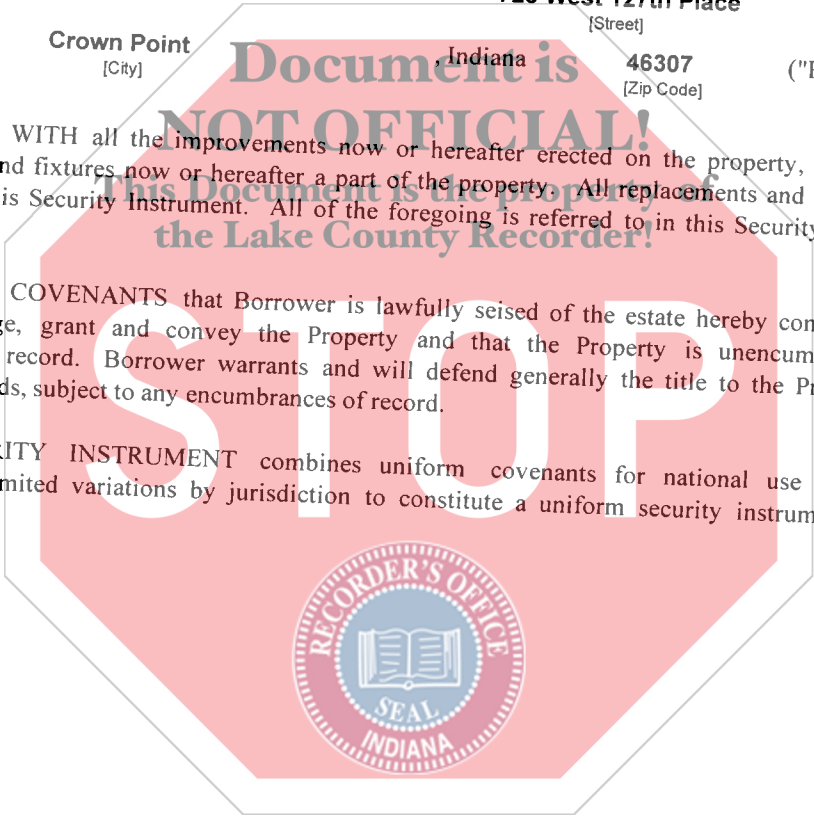 West 127th Place
[Street]
Crown Point , Indiana 46307
[City] [Zip Code]
Document is
NOT OFFICIAL!
This Document is the property of
the Lake County Recorder!
WITH all the improvements now or hereafter erected on the property,
nd fixtures now or hereafter a part of the property. All replacements and
is Security Instrument. All of the foregoing is referred to in this Security
COVENANTS that Borrower is lawfully seised of the estate hereby con
ge, grant and convey the Property and that the Property is unencum
record. Borrower warrants and will defend generally the title to the Pr
ds, subject to any encumbrances of record.
RITY INSTRUMENT combines uniform covenants for national use
mited variations by jurisdiction to constitute a uniform security instrum
STOP
RECORDER'S OFFICE
SEAL
INDIANA